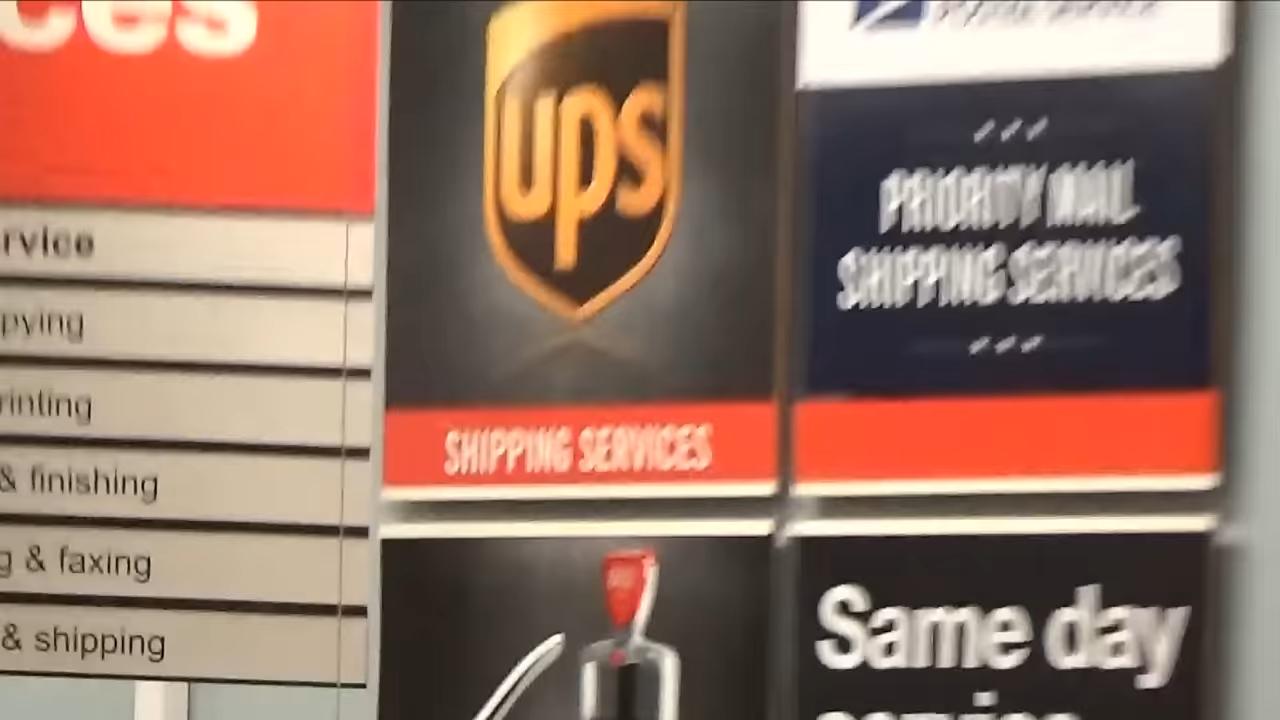 ces
rvice
pying
rinting
& finishing
g & faxing
& shipping
ups
SHIPPING SERVICES
PRIORITY MAIL
SHIPPING SERVICES
Same day